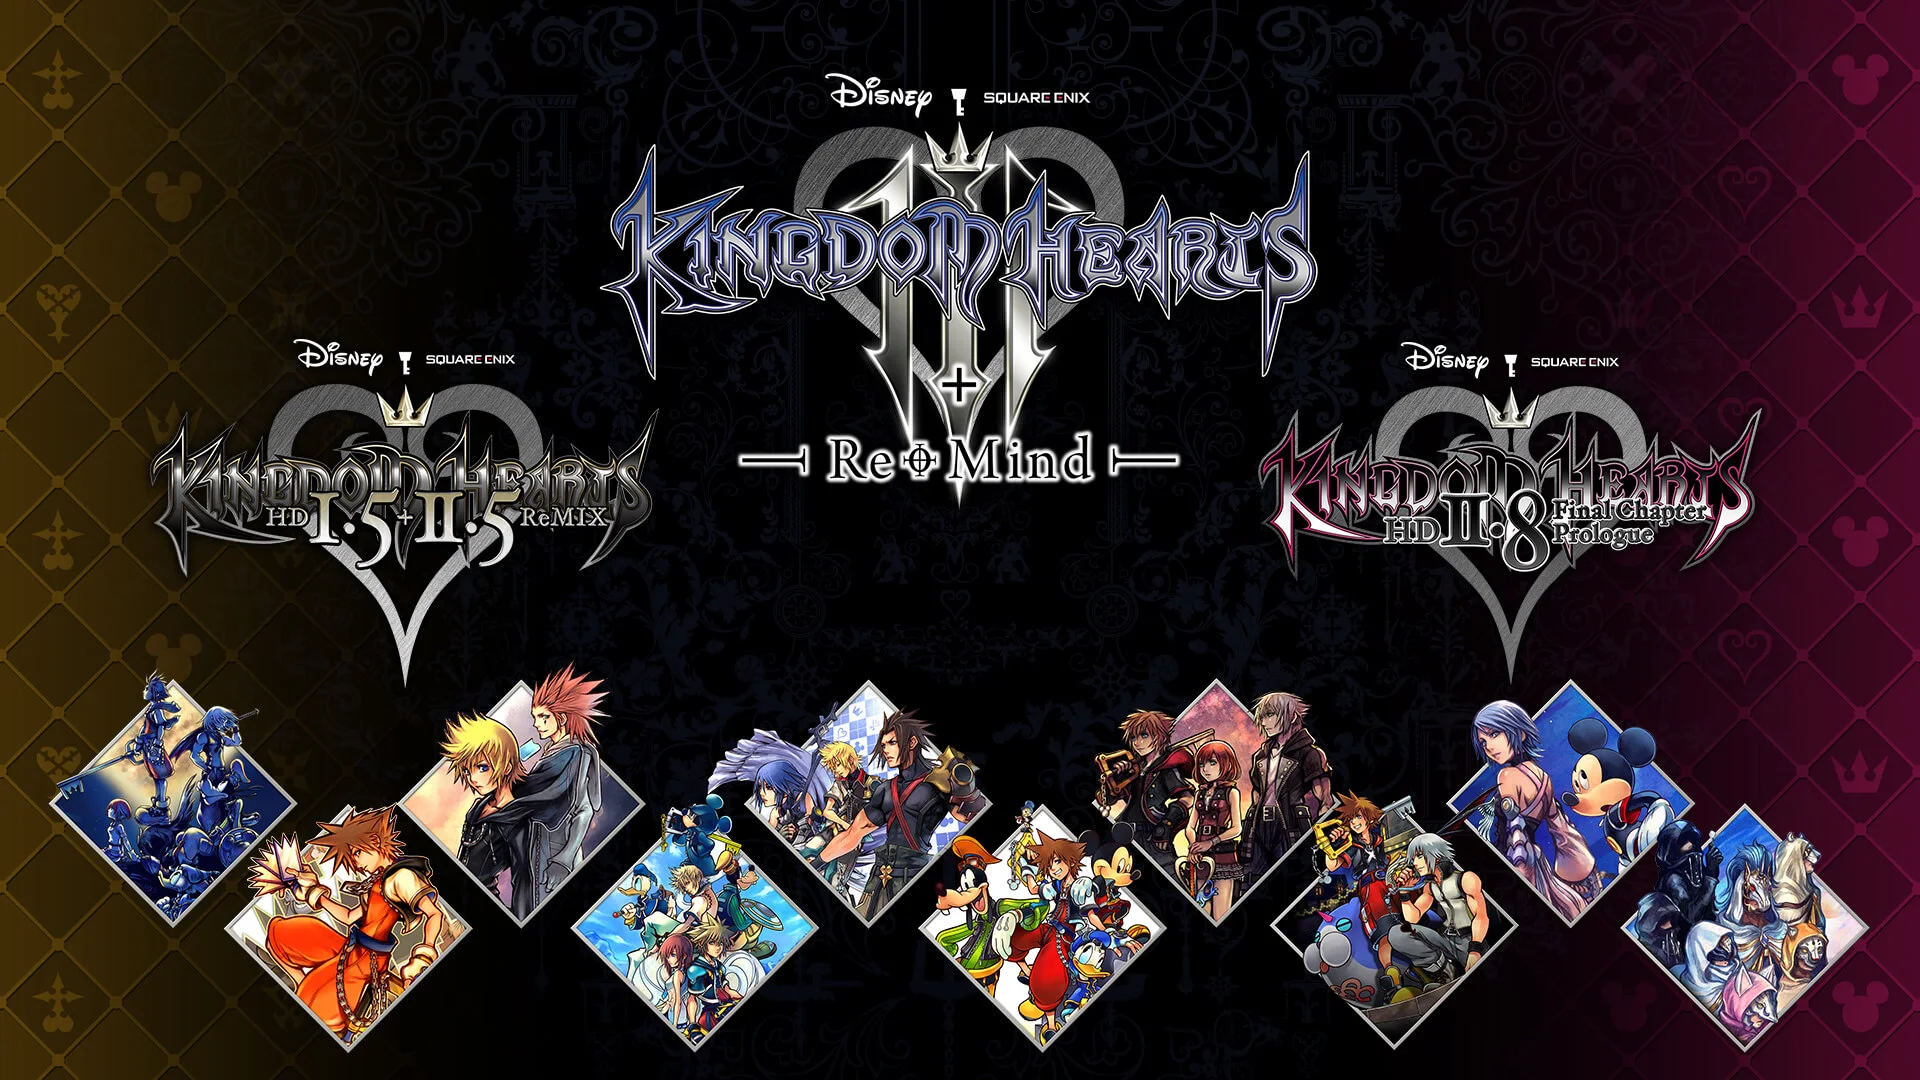 Disney SQUARE ENIX
KINGDOM HEARTS
III
+
Re Mind
Disney SQUARE ENIX
KINGDOM HEARTS
HD I.5+II.5 ReMIX
Disney SQUARE ENIX
KINGDOM HEARTS
HD II.8 Final Chapter
Prologue